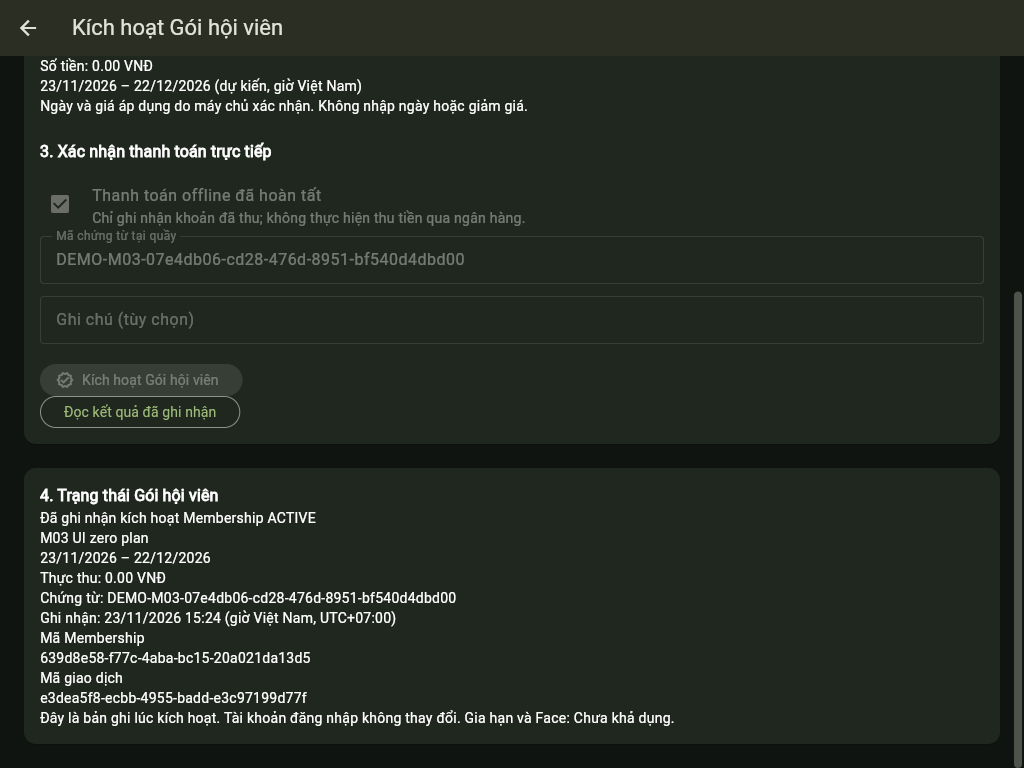 Kích hoạt Gói hội viên
Số tiền: 0.00 VNĐ
23/11/2026 – 22/12/2026 (dự kiến, giờ Việt Nam)
Ngày và giá áp dụng do máy chủ xác nhận. Không nhập ngày hoặc giảm giá.
3. Xác nhận thanh toán trực tiếp
Thanh toán offline đã hoàn tất
Chỉ ghi nhận khoản đã thu; không thực hiện thu tiền qua ngân hàng.
Mã chứng từ tại quầy
DEMO-M03-07e4db06-cd28-476d-8951-bf540d4dbd00
Ghi chú (tùy chọn)
Kích hoạt Gói hội viên
Đọc kết quả đã ghi nhận
4. Trạng thái Gói hội viên
Đã ghi nhận kích hoạt Membership ACTIVE
M03 UI zero plan
23/11/2026 – 22/12/2026
Thực thu: 0.00 VNĐ
Chứng từ: DEMO-M03-07e4db06-cd28-476d-8951-bf540d4dbd00
Ghi nhận: 23/11/2026 15:24 (giờ Việt Nam, UTC+07:00)
Mã Membership
639d8e58-f77c-4aba-bc15-20a021da13d5
Mã giao dịch
e3dea5f8-ecbb-4955-badd-e3c97199d77f
Đây là bản ghi lúc kích hoạt. Tài khoản đăng nhập không thay đổi. Gia hạn và Face: Chưa khả dụng.